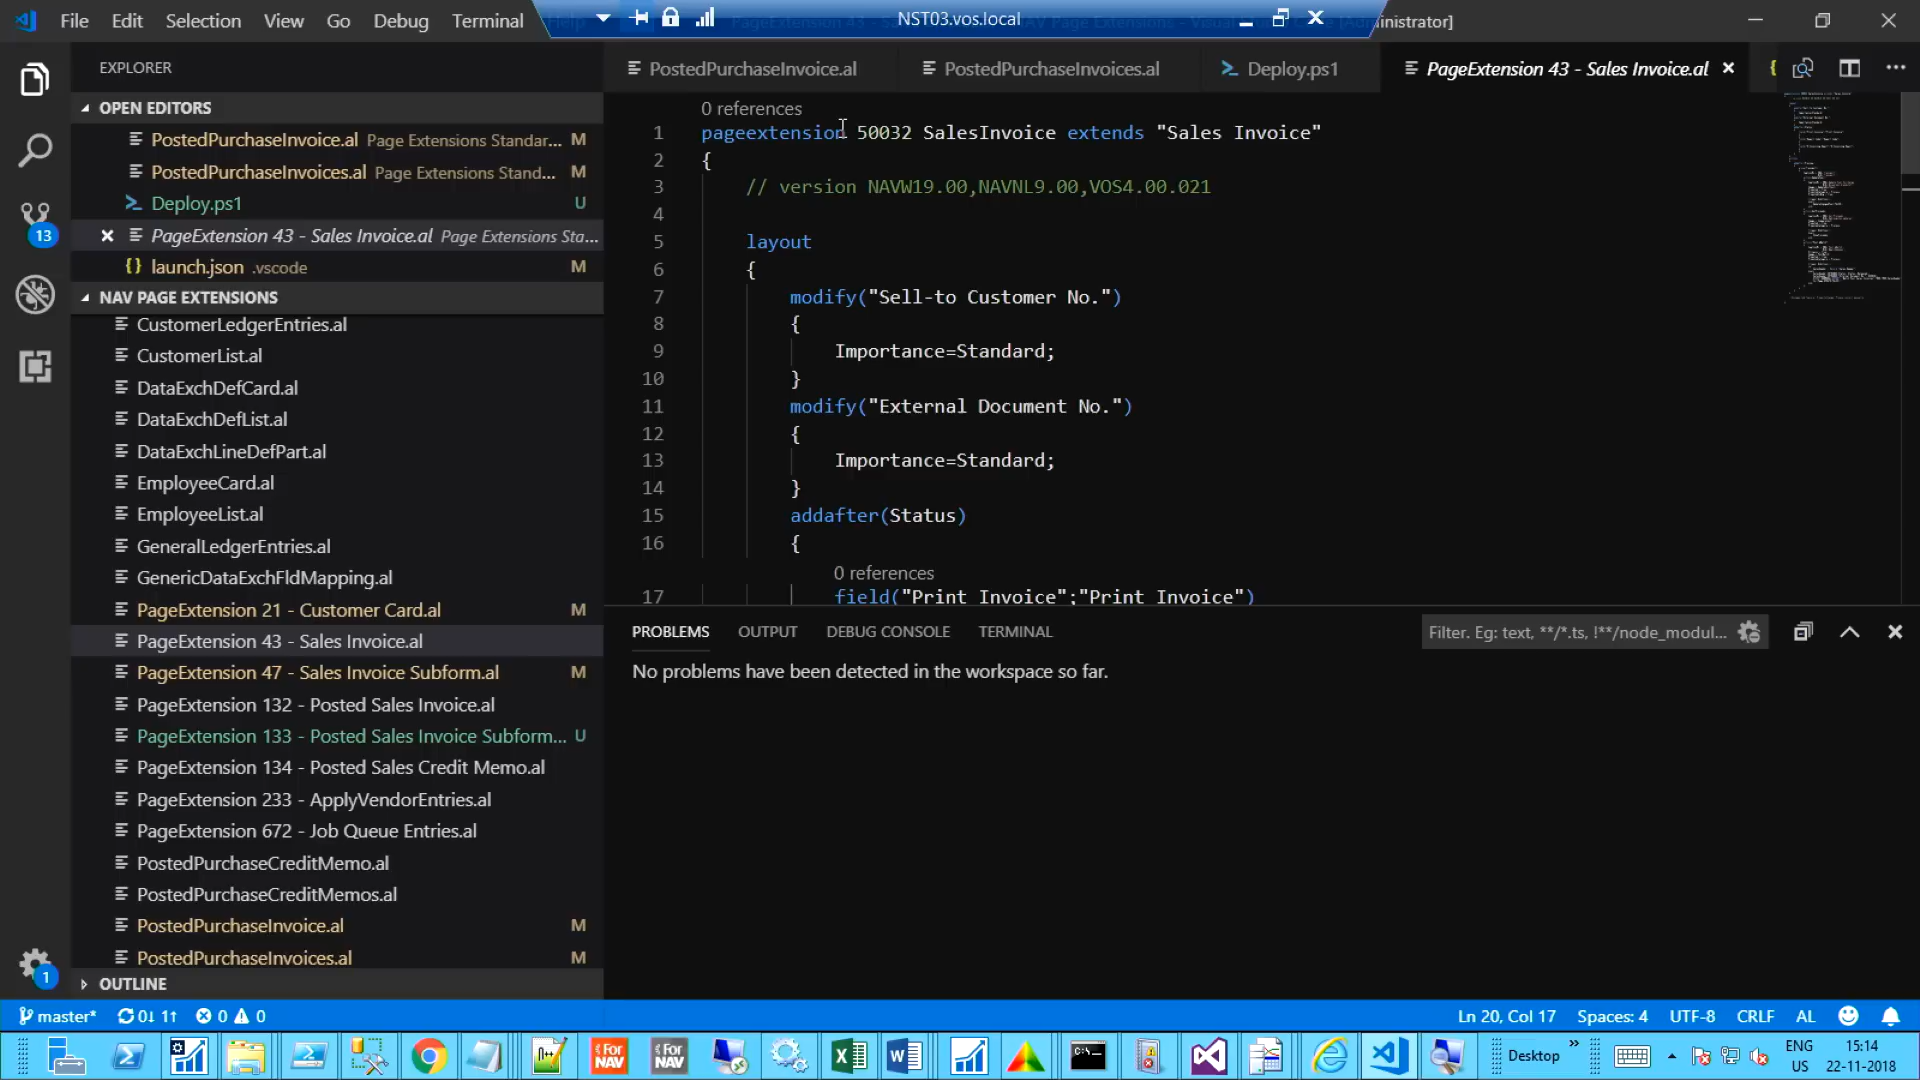 File Edit Selection View Go Debug Terminal
NST03.vos.local
inistrator]
EXPLORER
PostedPurchaseInvoice.al
PostedPurchaseInvoices.al
Deploy.ps1
PageExtension 43 - Sales Invoice.al
OPEN EDITORS
PostedPurchaseInvoice.al Page Extensions Standar... M
PostedPurchaseInvoices.al Page Extensions Stand... M
Deploy.ps1 U
PageExtension 43 - Sales Invoice.al Page Extensions Sta...
launch.json .vscode M
13
NAV PAGE EXTENSIONS
CustomerLedgerEntries.al
CustomerList.al
DataExchDefCard.al
DataExchDefList.al
DataExchLineDefPart.al
EmployeeCard.al
EmployeeList.al
GeneralLedgerEntries.al
GenericDataExchFldMapping.al
PageExtension 21 - Customer Card.al M
PageExtension 43 - Sales Invoice.al
PageExtension 47 - Sales Invoice Subform.al M
PageExtension 132 - Posted Sales Invoice.al
PageExtension 133 - Posted Sales Invoice Subform... U
PageExtension 134 - Posted Sales Credit Memo.al
PageExtension 233 - ApplyVendorEntries.al
PageExtension 672 - Job Queue Entries.al
PostedPurchaseCreditMemo.al
PostedPurchaseCreditMemos.al
PostedPurchaseInvoice.al M
PostedPurchaseInvoices.al M
1
OUTLINE
0 references
1 pageextension 50032 SalesInvoice extends "Sales Invoice"
2 {
3 // version NAVW19.00,NAVNL9.00,VOS4.00.021
4
5 layout
6 {
7 modify("Sell-to Customer No.")
8 {
9 Importance=Standard;
10 }
11 modify("External Document No.")
12 {
13 Importance=Standard;
14 }
15 addafter(Status)
16 {
0 references
17 field("Print Invoice";"Print Invoice")
PROBLEMS OUTPUT DEBUG CONSOLE TERMINAL
Filter. Eg: text, **/*.ts, !**/node_modul...
No problems have been detected in the workspace so far.
master* 0↓ 1↑ 0 0
Ln 20, Col 17 Spaces: 4 UTF-8 CRLF AL
ForNAV
ForNAV
Desktop
ENG
US
15:14
22-11-2018